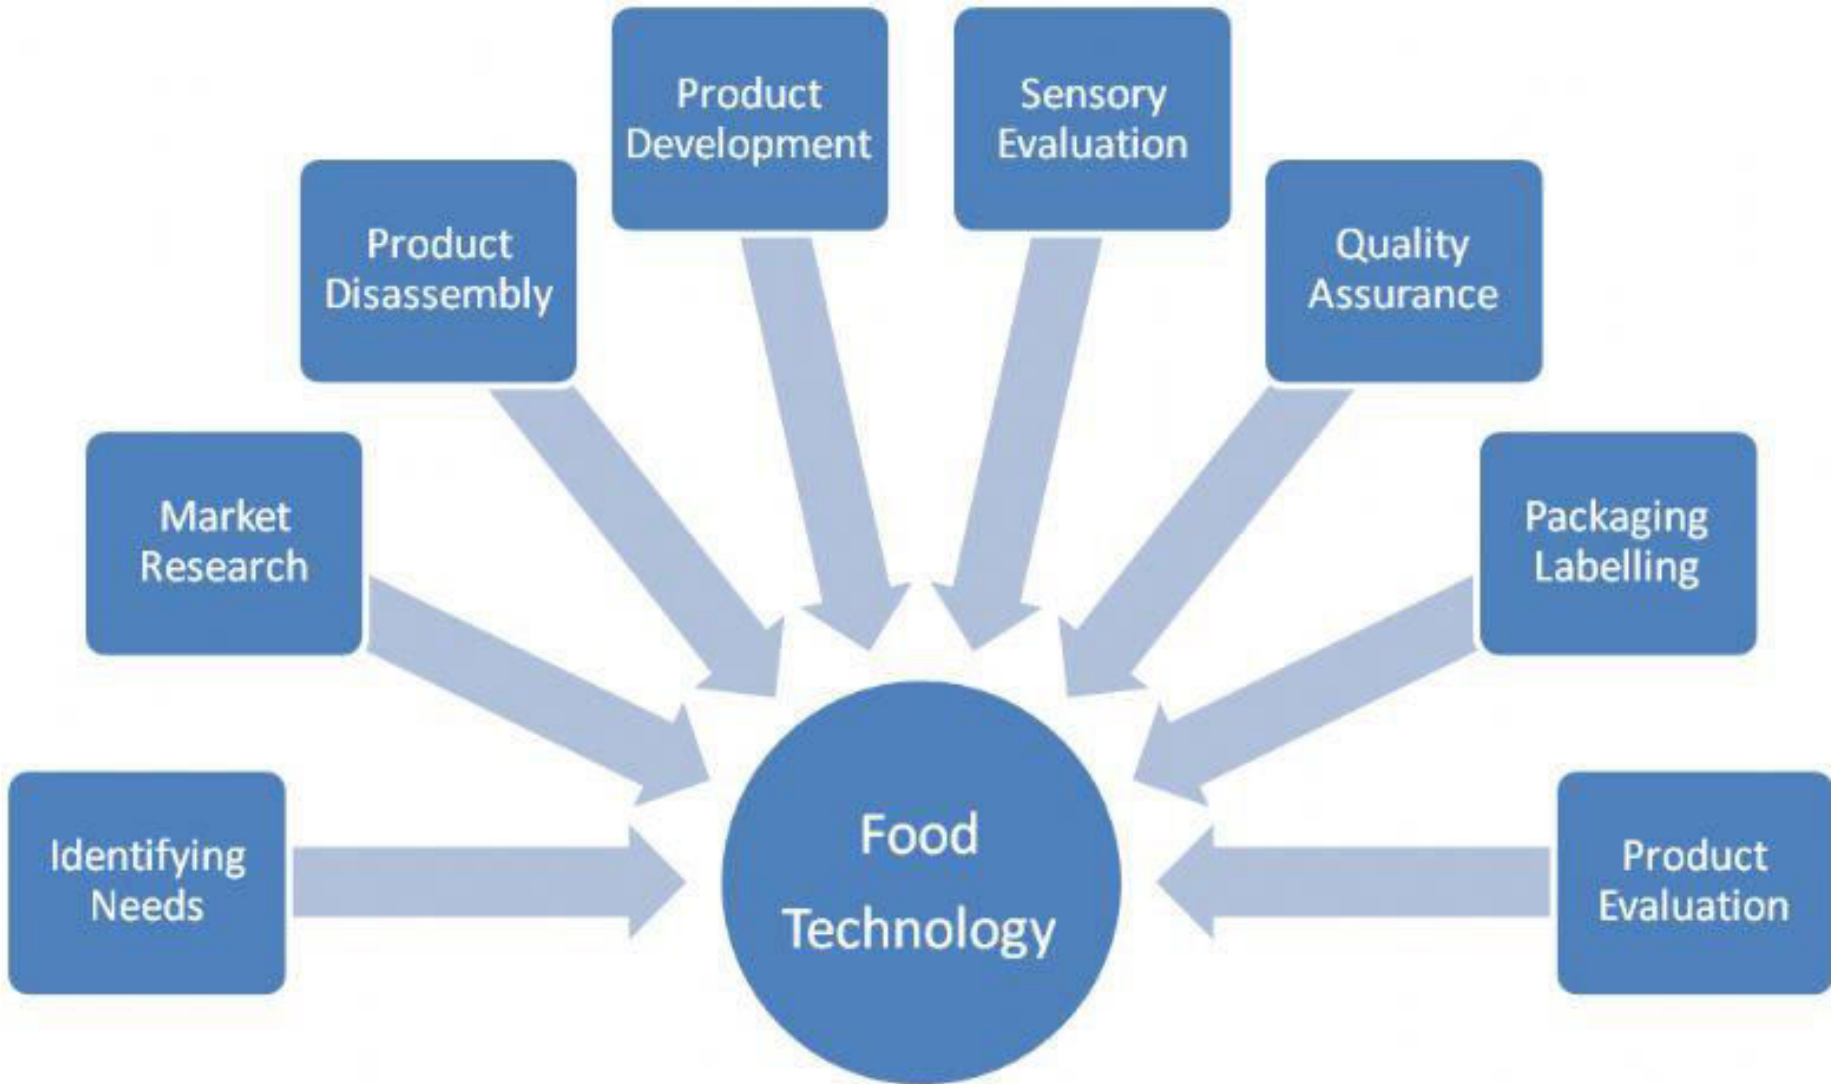 Product
Development
Sensory
Evaluation
Product
Disassembly
Quality
Assurance
Market
Research
Packaging
Labelling
Identifying
Needs
Food
Technology
Product
Evaluation